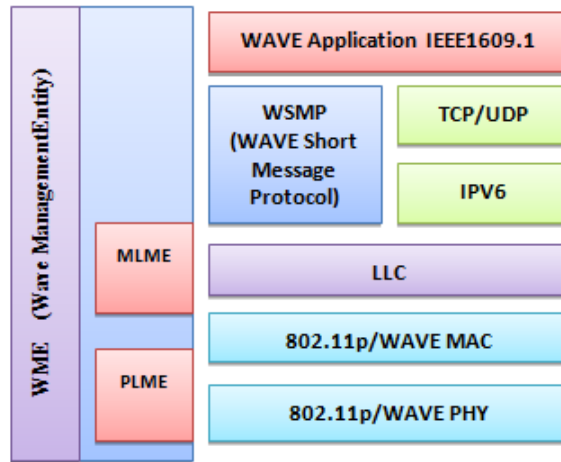 WME (Wave ManagementEntity)
WAVE Application IEEE1609.1
WSMP
(WAVE Short
Message
Protocol)
TCP/UDP
IPV6
MLME
LLC
802.11p/WAVE MAC
PLME
802.11p/WAVE PHY